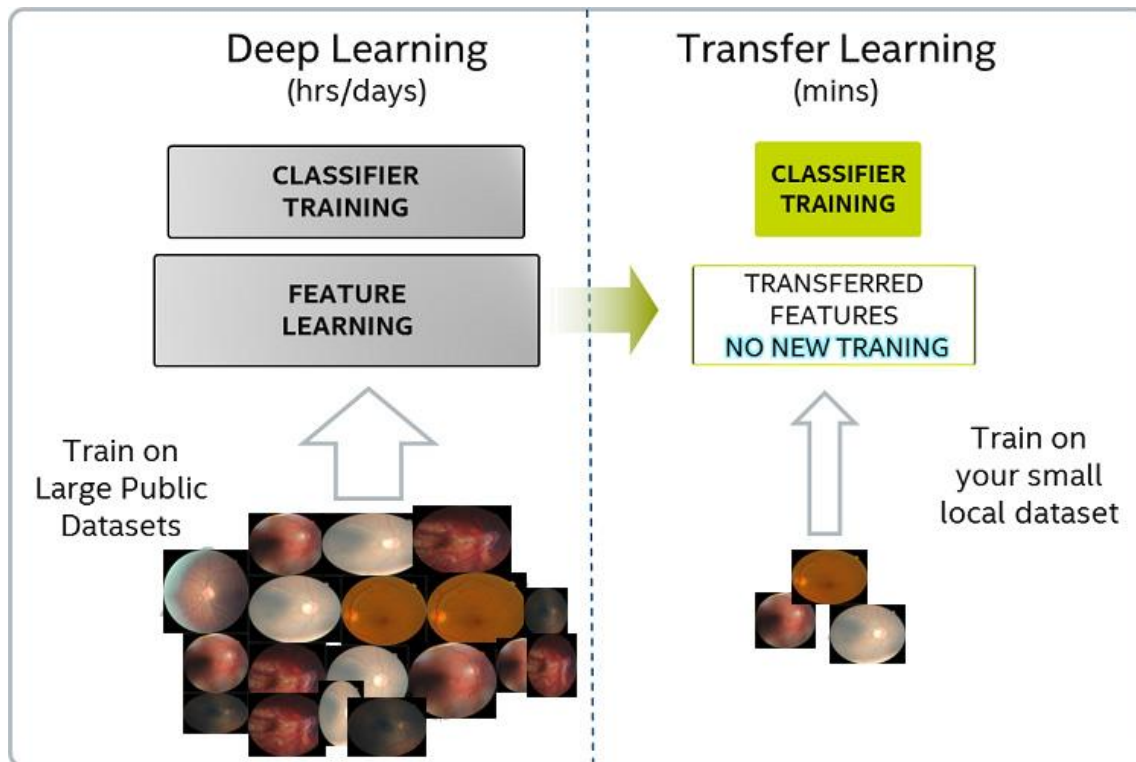 Deep Learning
(hrs/days)
CLASSIFIER
TRAINING
FEATURE
LEARNING
Train on
Large Public
Datasets
Transfer Learning
(mins)
CLASSIFIER
TRAINING
TRANSFERRED
FEATURES
NO NEW TRANING
Train on
your small
local dataset